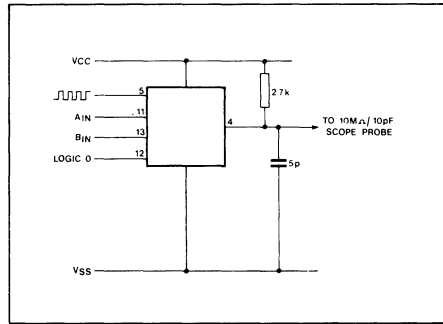 VCC
5
2.7k
AIN
11
4
TO 10MΩ/10pF
SCOPE PROBE
BIN
13
LOGIC 0
12
5p
VSS